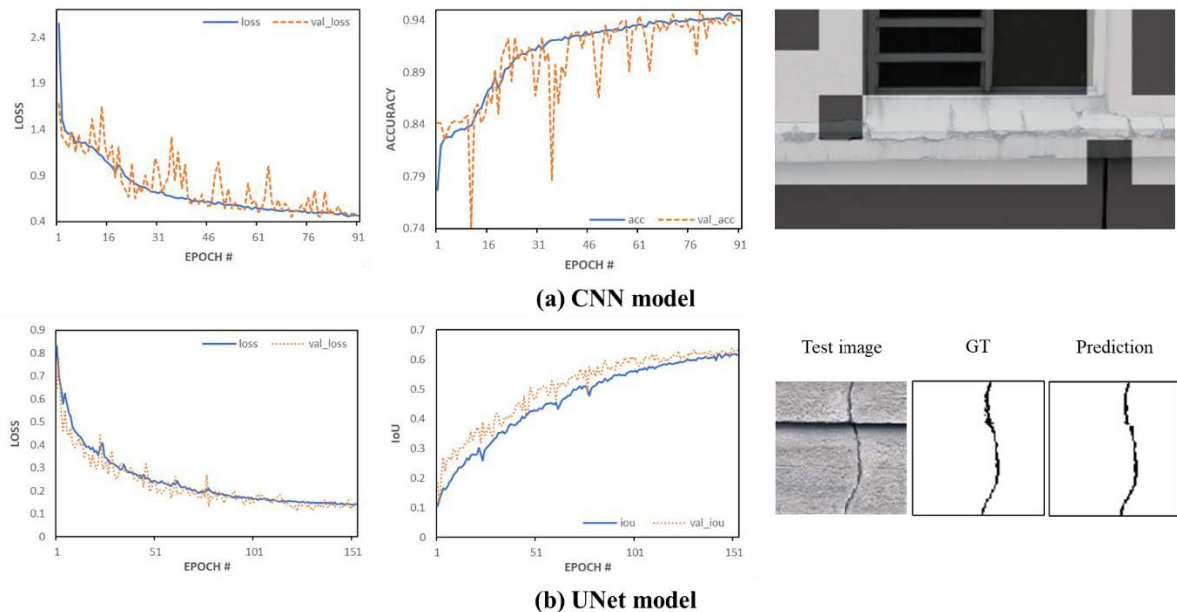 loss val_loss
2.4
1.9
1.4
0.9
0.4
LOSS
1 16 31 46 61 76 91
EPOCH #
0.94
0.89
0.84
0.79
0.74
ACCURACY
acc val_acc
1 16 31 46 61 76 91
EPOCH #
(a) CNN model
loss val_loss
0.9
0.8
0.7
0.6
0.5
0.4
0.3
0.2
0.1
0
LOSS
1 51 101 151
EPOCH #
0.7
0.6
0.5
0.4
0.3
0.2
0.1
0
IoU
iou val_iou
1 51 101 151
EPOCH #
Test image GT Prediction
(b) UNet model